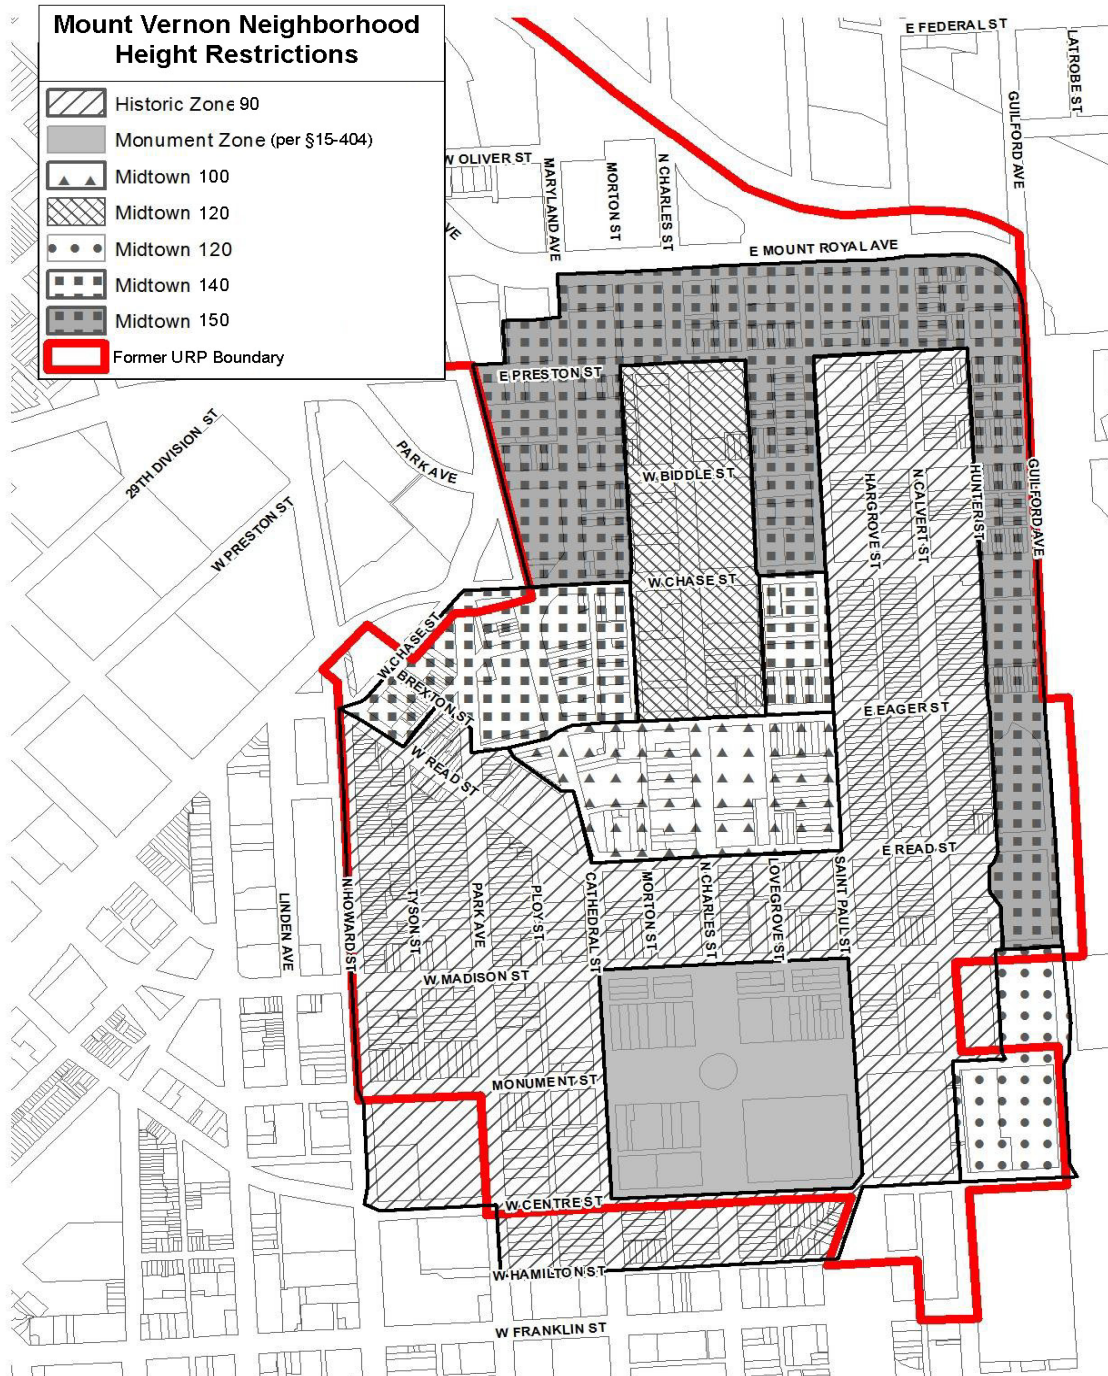 Mount Vernon Neighborhood
Height Restrictions
Historic Zone 90
Monument Zone (per §15-404)
Midtown 100
Midtown 120
Midtown 120
Midtown 140
Midtown 150
Former URP Boundary
E FEDERAL ST
LATROBE ST
GUILFORD AVE
W OLIVER ST
MARYLAND AVE
MORTON ST
N CHARLES ST
VE
E MOUNT ROYAL AVE
E PRESTON ST
29TH DIVISION ST
PARK AVE
W PRESTON ST
W BIDDLE ST
HARGROVE ST
N CALVERT ST
HUNTER ST
GUILFORD AVE
W CHASE ST
W CHASE ST
BREXTON ST
W READ ST
E EAGER ST
E READ ST
LINDEN AVE
N HOWARD ST
TYSON ST
PARK AVE
PLOY ST
CATHEDRAL ST
MORTON ST
N CHARLES ST
LOVEGROVE ST
SAINT PAUL ST
W MADISON ST
MONUMENT ST
W CENTRE ST
W HAMILTON ST
W FRANKLIN ST